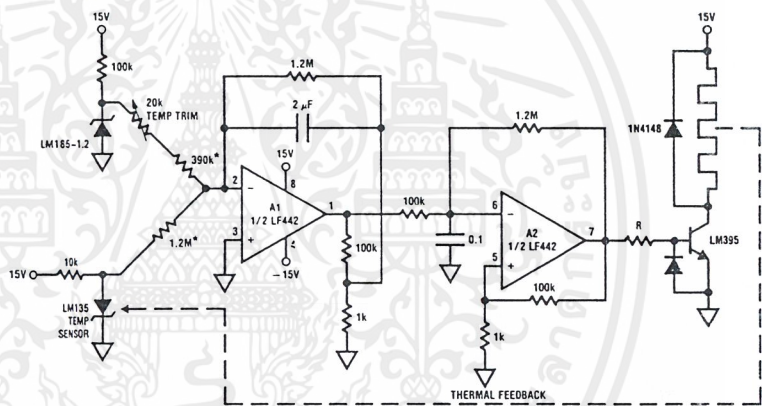 15V
100k
20k
TEMP TRIM
LM185-1.2
390k*
1.2M*
15V
10k
LM135
TEMP
SENSOR
1.2M
2 μF
15V
2
8
A1
1/2 LF442
1
3
4
-15V
100k
1k
100k
0.1
1.2M
6
A2
1/2 LF442
7
5
100k
1k
R
15V
1N4148
LM395
THERMAL FEEDBACK